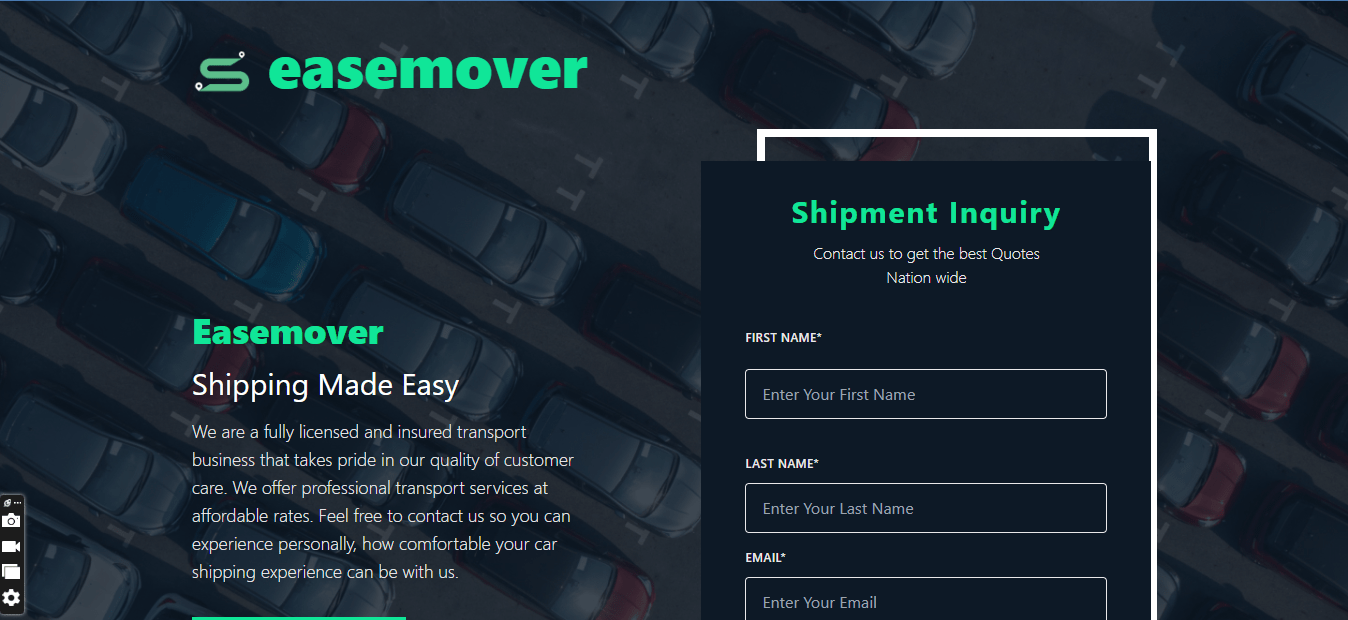 easemover
Easemover
Shipping Made Easy
We are a fully licensed and insured transport
business that takes pride in our quality of customer
care. We offer professional transport services at
affordable rates. Feel free to contact us so you can
experience personally, how comfortable your car
shipping experience can be with us.
Shipment Inquiry
Contact us to get the best Quotes
Nation wide
FIRST NAME*
Enter Your First Name
LAST NAME*
Enter Your Last Name
EMAIL*
Enter Your Email